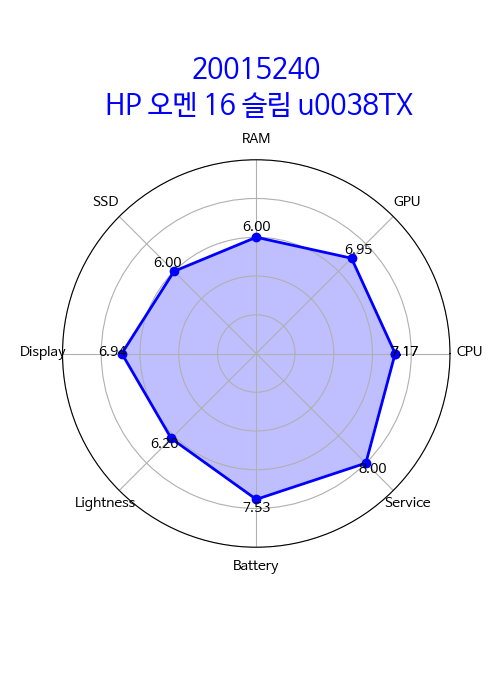 20015240
HP 오멘 16 슬림 u0038TX
RAM
SSD
GPU
6.00
6.95
6.00
Display
6.94
7.17
CPU
6.20
8.00
Lightness
Service
7.53
Battery